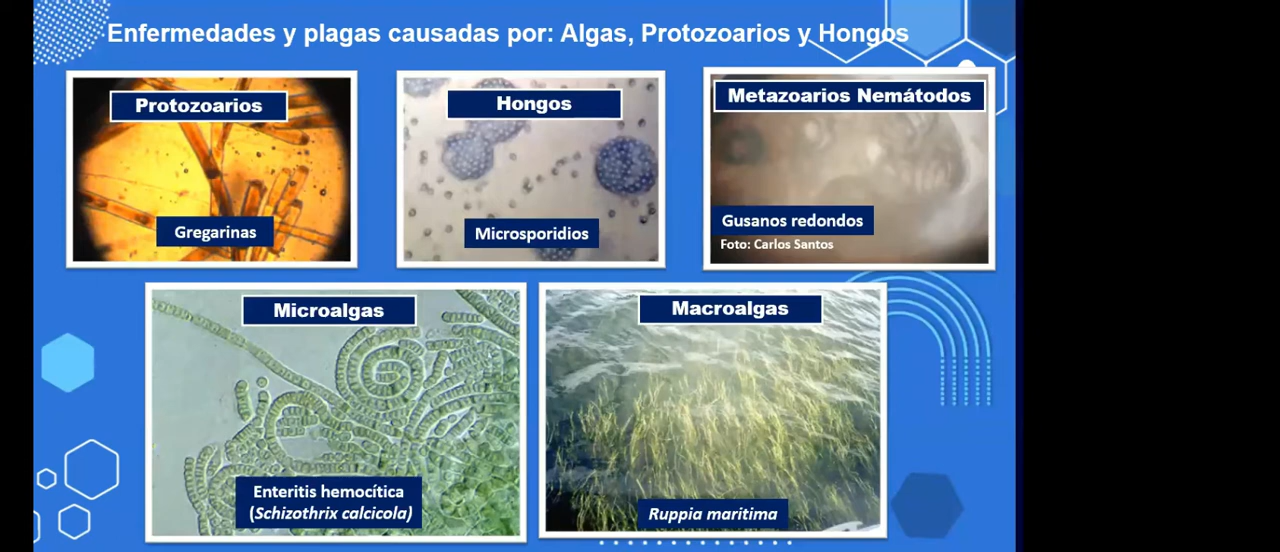 Enfermedades y plagas causadas por: Algas, Protozoarios y Hongos
Protozoarios
Gregarinas
Hongos
Microsporidios
Metazoarios Nemátodos
Gusanos redondos
Foto: Carlos Santos
Microalgas
Enteritis hemocítica
(Schizothrix calcicola)
Macroalgas
Ruppia marítima